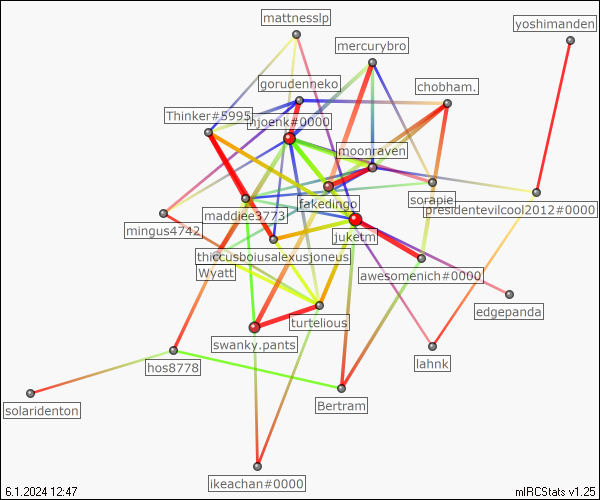 mattnesslp
yoshimanden
mercurybro
gorudenneko
chobham.
Thinker#5995
hjoenk#0000
moonraven
fakedingo
sorapie
maddiee3773
presidentevilcool2012#0000
mingus4742
juketm
thiccusboiusalexusjoneus
Wyatt
awesomenich#0000
edgepanda
turtelious
swanky.pants
lahnk
hos8778
solaridenton
Bertram
ikeachan#0000
6.1.2024 12:47
mIRCStats v1.25